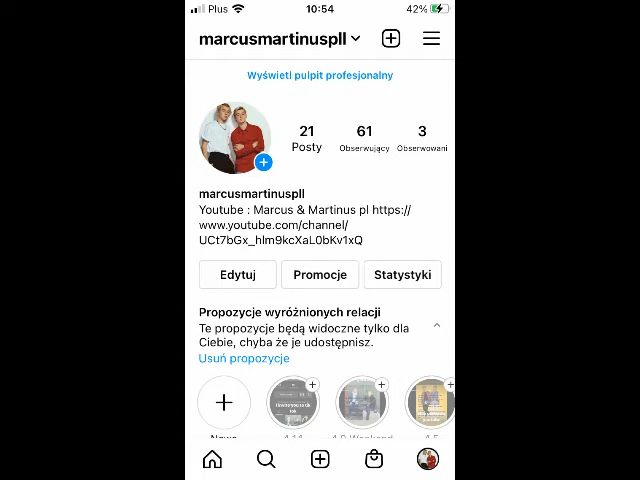 Plus 10:54 42%
marcusmartinuspll
Wyświetl pulpit profesjonalny
21 61 3
Posty Obserwujący Obserwowani
marcusmartinuspll
Youtube : Marcus & Martinus pl https://
www.youtube.com/channel/
UCt7bGx_hlm9kcXaL0bKv1xQ
Edytuj Promocje Statystyki
Propozycje wyróżnionych relacji
Te propozycje będą widoczne tylko dla
Ciebie, chyba że je udostępnisz.
Usuń propozycje